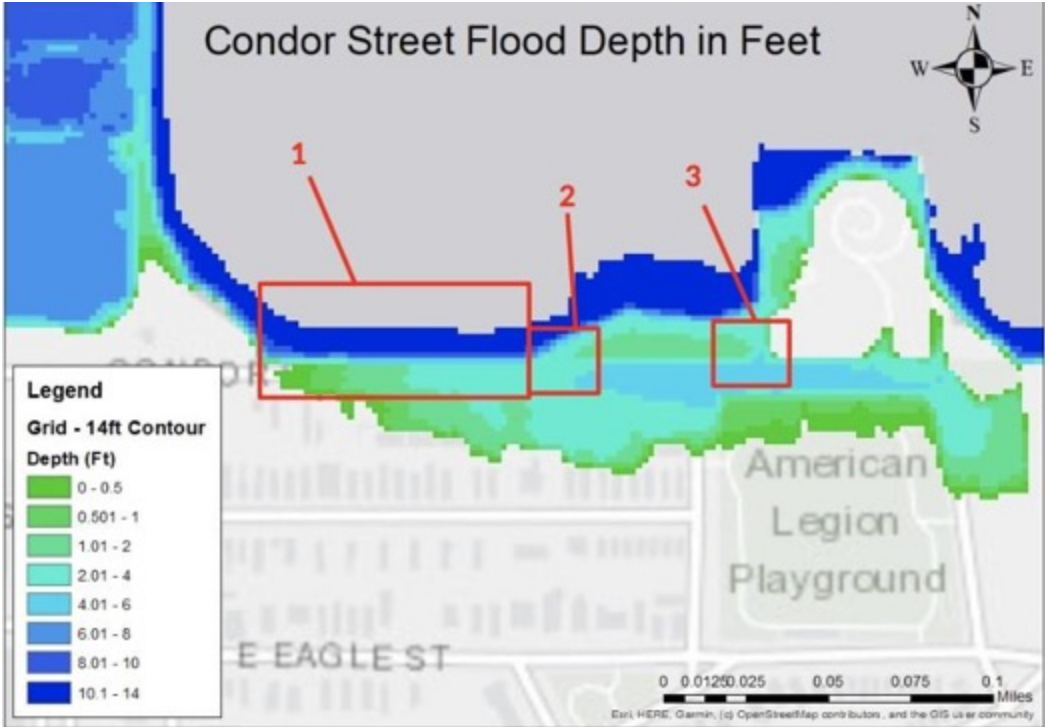 Condor Street Flood Depth in Feet
N
W
E
S
1
2
3
CONDOR
Legend
Grid - 14ft Contour
Depth (Ft)
0 - 0.5
0.501 - 1
1.01 - 2
2.01 - 4
4.01 - 6
6.01 - 8
8.01 - 10
10.1 - 14
American
Legion
Playground
E EAGLE ST
0 0.01250.025 0.05 0.075 0.1
Miles
Esri, HERE, Garmin, (c) OpenStreetMap contributors, and the GIS user community